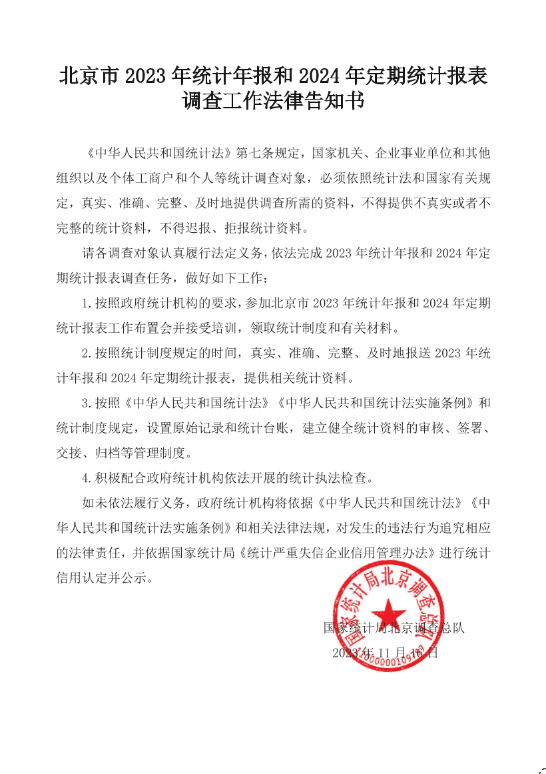 北京市 2023 年统计年报和 2024 年定期统计报表
调查工作法律告知书
《中华人民共和国统计法》第七条规定，国家机关、企业事业单位和其他
组织以及个体工商户和个人等统计调查对象，必须依照统计法和国家有关规
定，真实、准确、完整、及时地提供调查所需的资料，不得提供不真实或者不
完整的统计资料，不得迟报、拒报统计资料。
请各调查对象认真履行法定义务，依法完成 2023 年统计年报和 2024 年定
期统计报表调查任务，做好如下工作：
1.按照政府统计机构的要求，参加北京市 2023 年统计年报和 2024 年定期
统计报表工作布置会并接受培训，领取统计制度和有关材料。
2.按照统计制度规定的时间，真实、准确、完整、及时地报送 2023 年统
计年报和 2024 年定期统计报表，提供相关统计资料。
3.按照《中华人民共和国统计法》《中华人民共和国统计法实施条例》和
统计制度规定，设置原始记录和统计台账，建立健全统计资料的审核、签署、
交接、归档等管理制度。
4.积极配合政府统计机构依法开展的统计执法检查。
如未依法履行义务，政府统计机构将依据《中华人民共和国统计法》《中
华人民共和国统计法实施条例》和相关法律法规，对发生的违法行为追究相应
的法律责任，并依据国家统计局《统计严重失信企业信用管理办法》进行统计
信用认定并公示。
国家统计局北京调查总队
国家统计局北京调查总队
2023 年 11 月 日